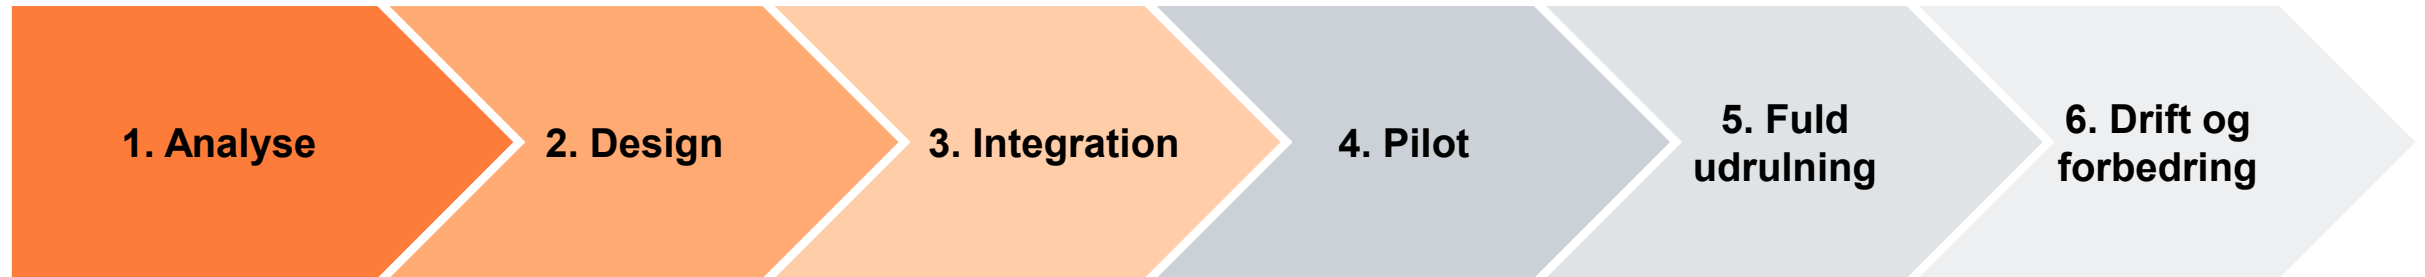 1. Analyse
2. Design
3. Integration
4. Pilot
5. Fuld
udrulning
6. Drift og
forbedring